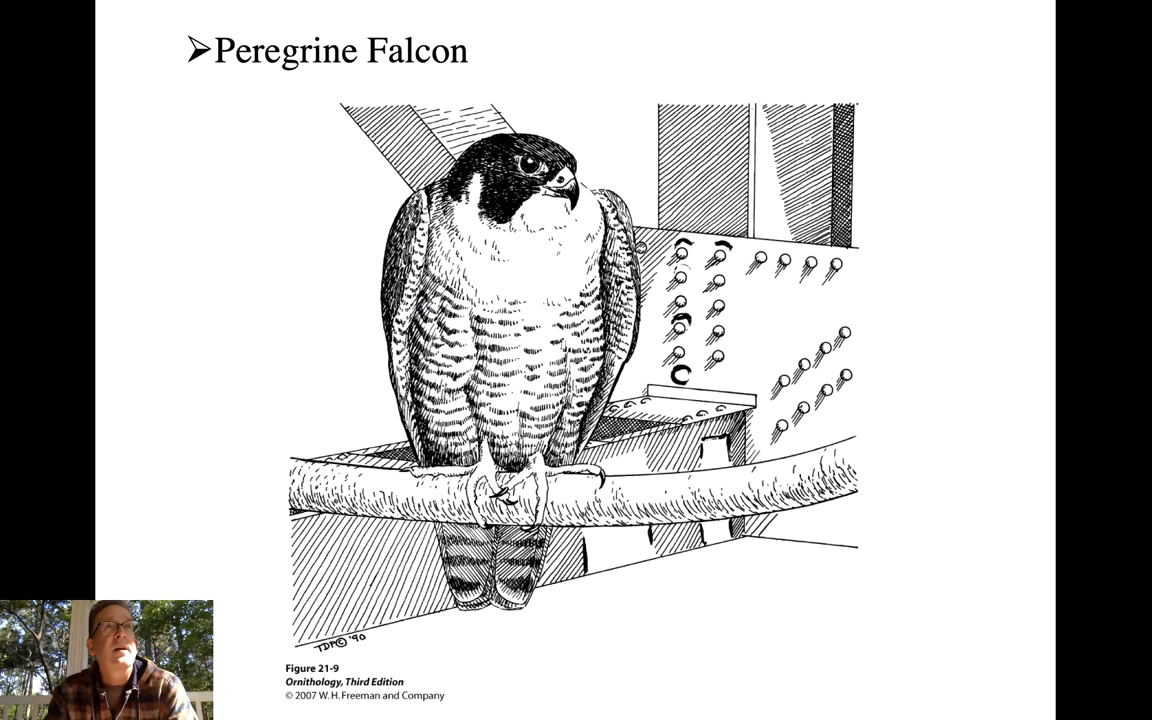 ➢Peregrine Falcon
TDP© '90
Figure 21-9
Ornithology, Third Edition
© 2007 W. H. Freeman and Company